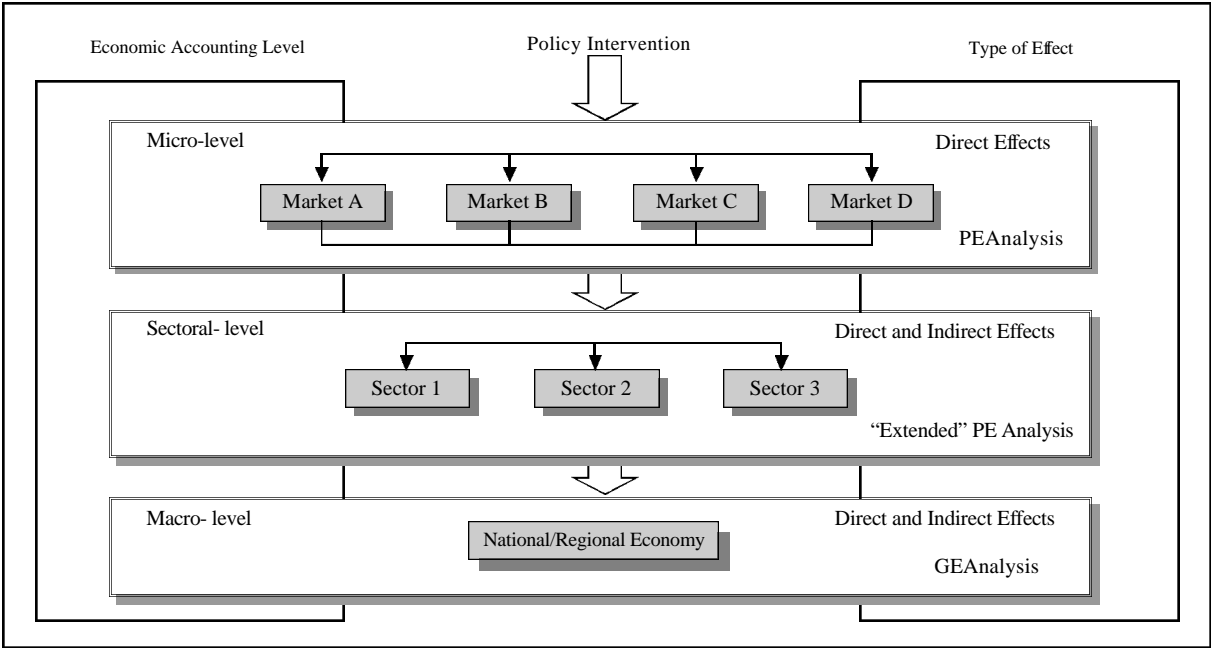 Economic Accounting Level
Policy Intervention
Type of Effect
Micro-level
Direct Effects
Market A
Market B
Market C
Market D
PEAnalysis
Sectoral- level
Direct and Indirect Effects
Sector 1
Sector 2
Sector 3
“Extended” PE Analysis
Macro- level
Direct and Indirect Effects
National/Regional Economy
GEAnalysis